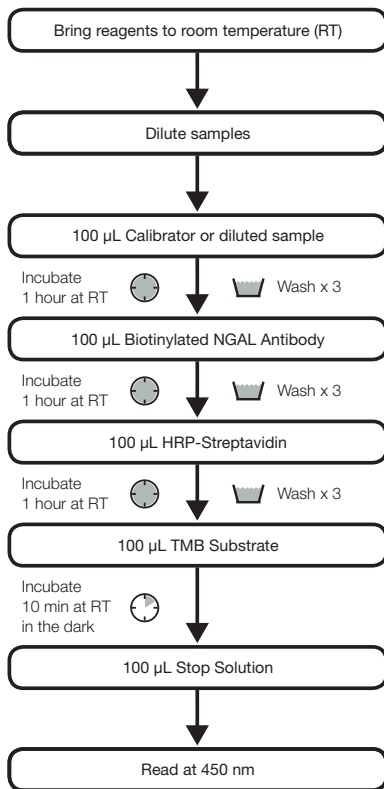 Bring reagents to room temperature (RT)
Dilute samples
100 µL Calibrator or diluted sample
Incubate
1 hour at RT
Wash x 3
100 µL Biotinylated NGAL Antibody
Incubate
1 hour at RT
Wash x 3
100 µL HRP-Streptavidin
Incubate
1 hour at RT
Wash x 3
100 µL TMB Substrate
Incubate
10 min at RT
in the dark
100 µL Stop Solution
Read at 450 nm